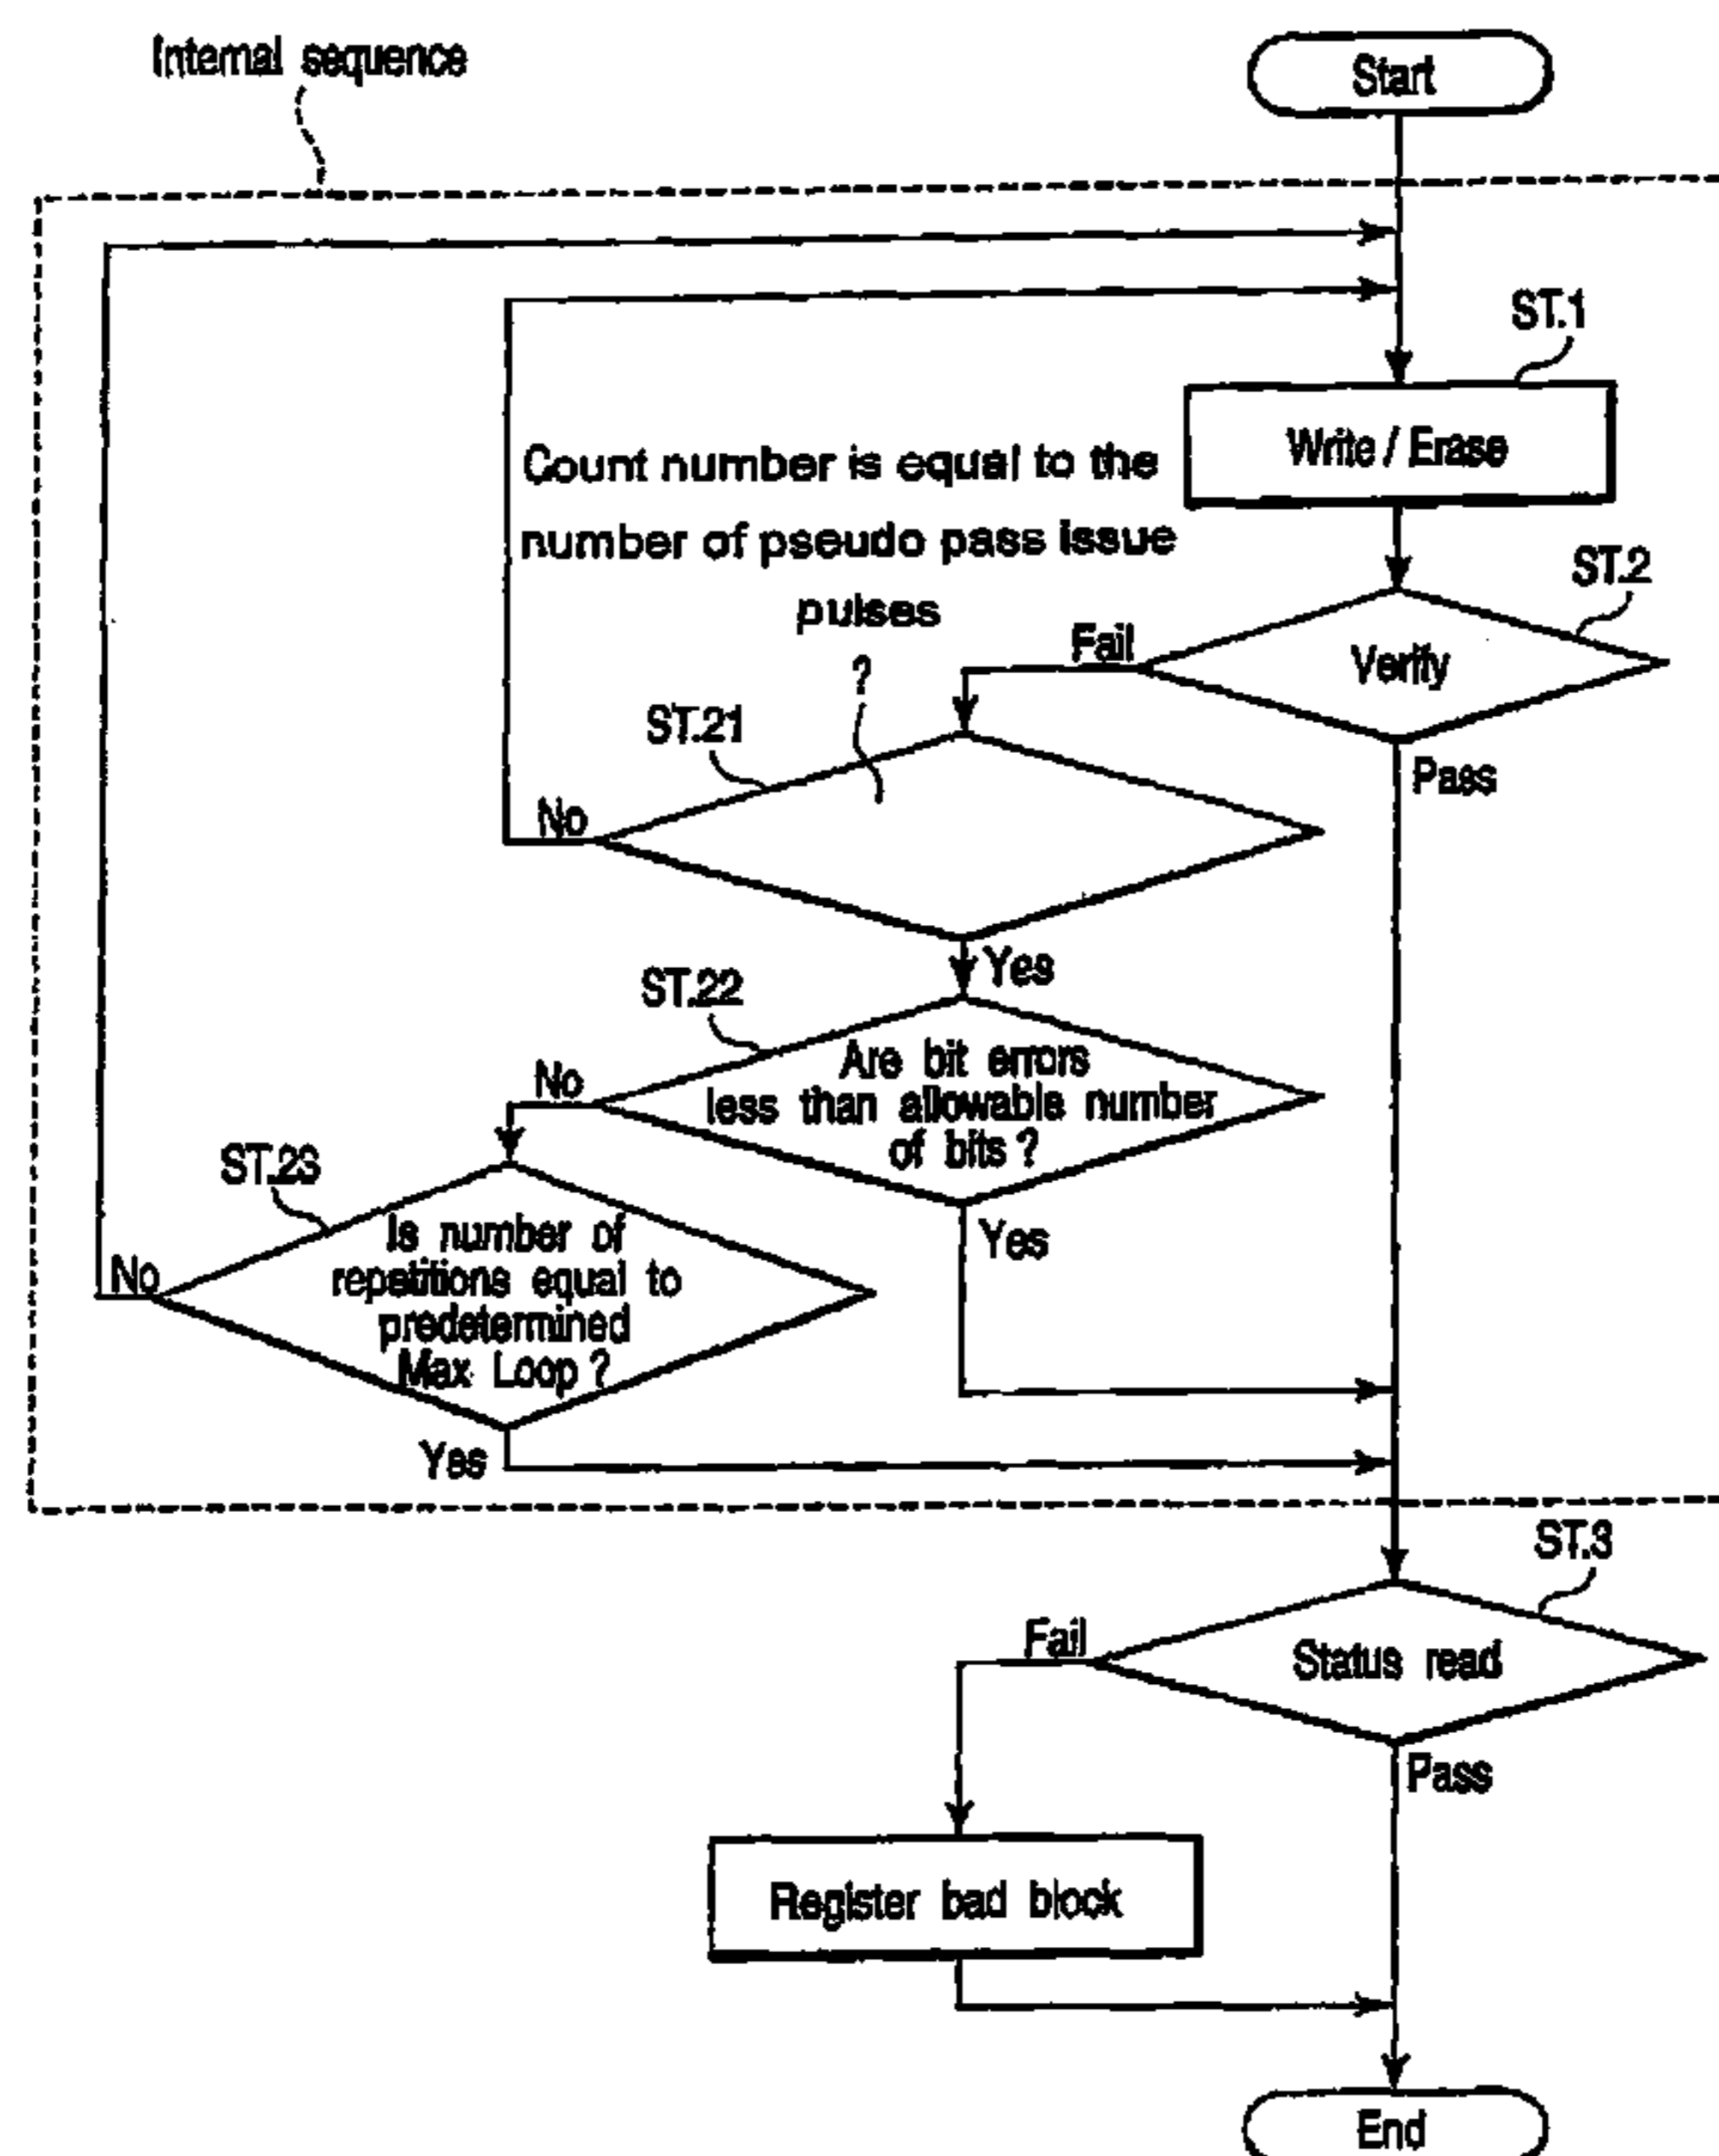 Internal sequence
Start
ST.1
Write / Erase
Count number is equal to the
number of pseudo pass issue
pulses
?
ST.2
Verify
Fail
Pass
ST.21
No
Yes
ST.22
Are bit errors
less than allowable number
of bits ?
No
Yes
ST.23
Is number of
repetitions equal to
predetermined
Max Loop ?
No
Yes
ST.3
Status read
Fail
Pass
Register bad block
End